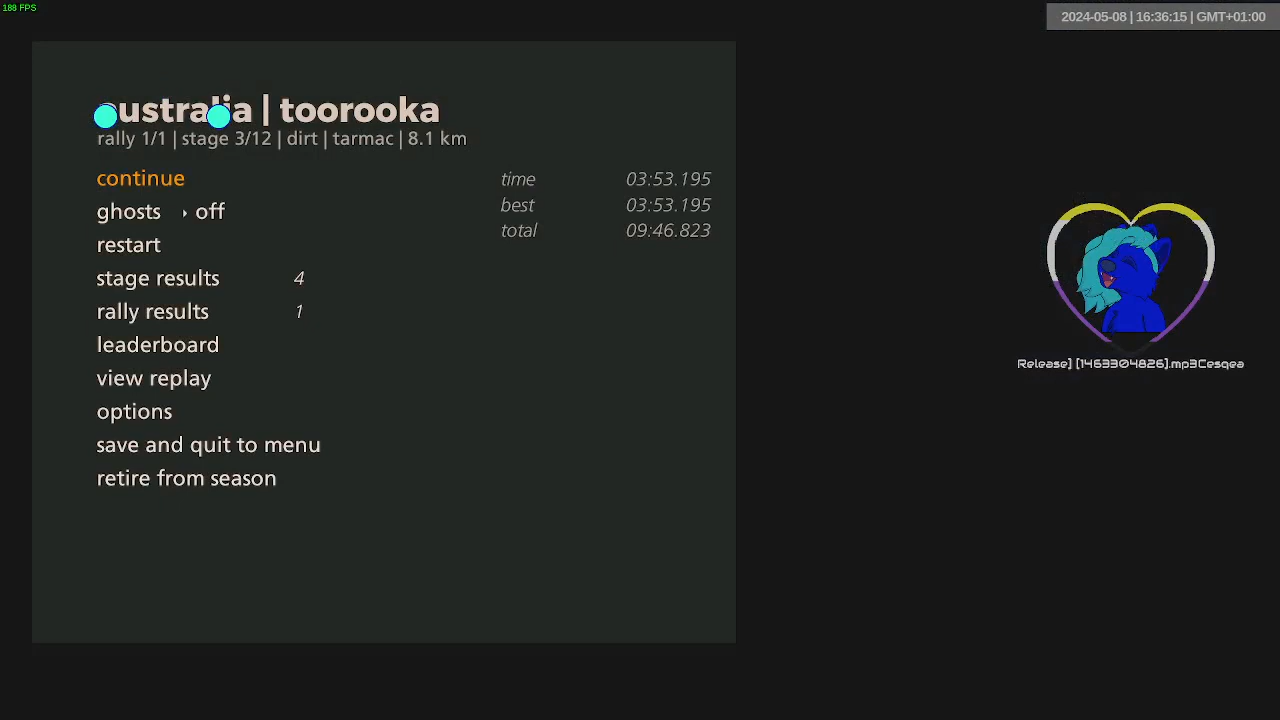 188 FPS
2024-05-08 | 16:36:15 | GMT+01:00
australia | toorooka
rally 1/1 | stage 3/12 | dirt | tarmac | 8.1 km
continue
time 03:53.195
ghosts ‣ off
best 03:53.195
total 09:46.823
restart
stage results 4
rally results 1
leaderboard
view replay
options
save and quit to menu
retire from season
Release] [1463304826].mp3Cesqea